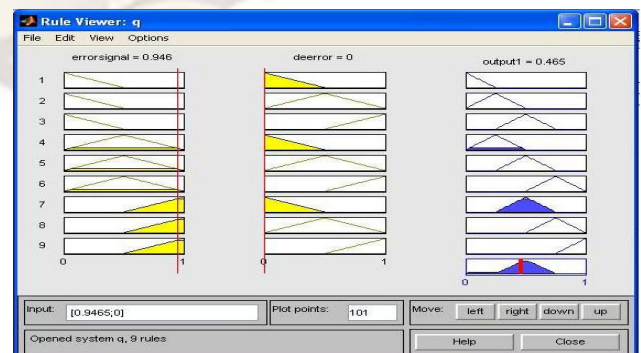 Rule Viewer: q
File Edit View Options
errorsignal = 0.946 deerror = 0 output1 = 0.465
1
2
3
4
5
6
7
8
9
0 1 0 1
0 1
Input: [0.9465;0] Plot points: 101 Move: left right down up
Opened system q, 9 rules Help Close